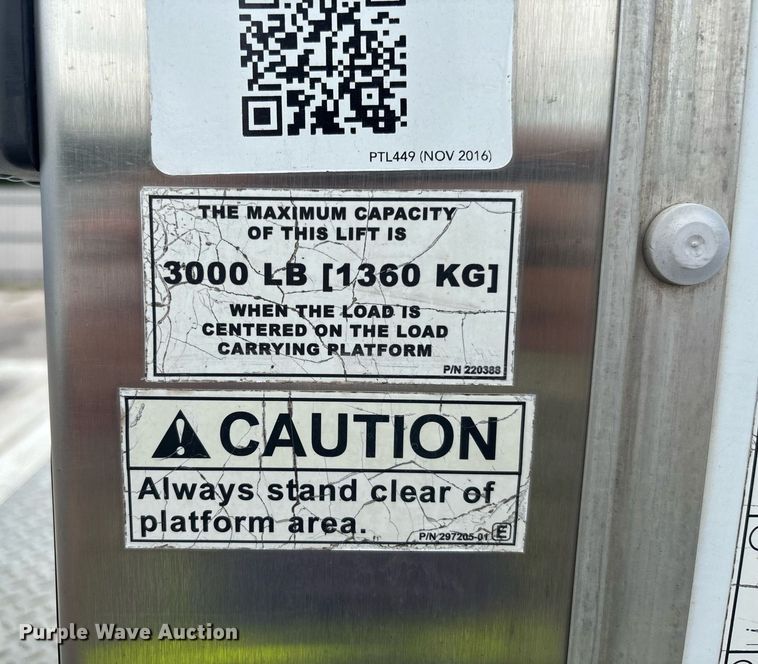 PTL449 (NOV 2016)
THE MAXIMUM CAPACITY
OF THIS LIFT IS
3000 LB [1360 KG]
WHEN THE LOAD IS
CENTERED ON THE LOAD
CARRYING PLATFORM
P/N 220388
CAUTION
Always stand clear of
platform area.
P/N 297205-01 E
Purple Wave Auction